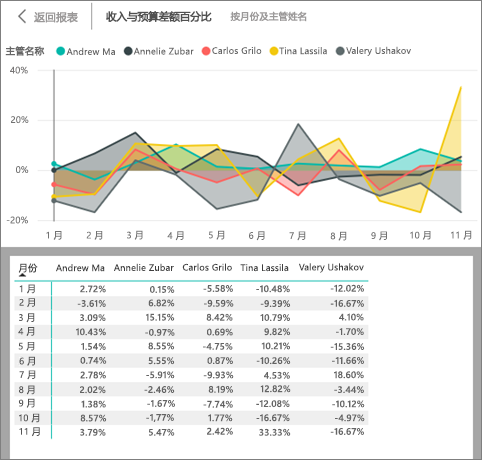 返回报表 收入与预算差额百分比 按月份及主管姓名
主管名称 Andrew Ma Annelie Zubar Carlos Grilo Tina Lassila Valery Ushakov
40%
20%
0%
-20%
1 月 2 月 3 月 4 月 5 月 6 月 7 月 8 月 9 月 10 月 11 月
月份 Andrew Ma Annelie Zubar Carlos Grilo Tina Lassila Valery Ushakov
1 月 2.72% 0.15% -5.58% -10.48% -12.02%
2 月 -3.61% 6.82% -9.59% -9.39% -16.67%
3 月 3.09% 15.15% 8.42% 10.79% 4.10%
4 月 10.43% -0.97% 0.69% 9.82% -1.70%
5 月 1.54% 8.55% -4.75% 10.21% -15.36%
6 月 0.74% 5.55% 0.87% -10.26% -11.66%
7 月 2.78% -5.91% -9.93% 4.53% 18.60%
8 月 2.02% -2.46% 8.19% 12.82% -3.44%
9 月 1.38% -1.67% -7.74% -12.08% -10.12%
10 月 8.57% -1,77% 1.77% -16.67% -4.97%
11 月 3.79% 5.47% 2.42% 33.33% -16.67%